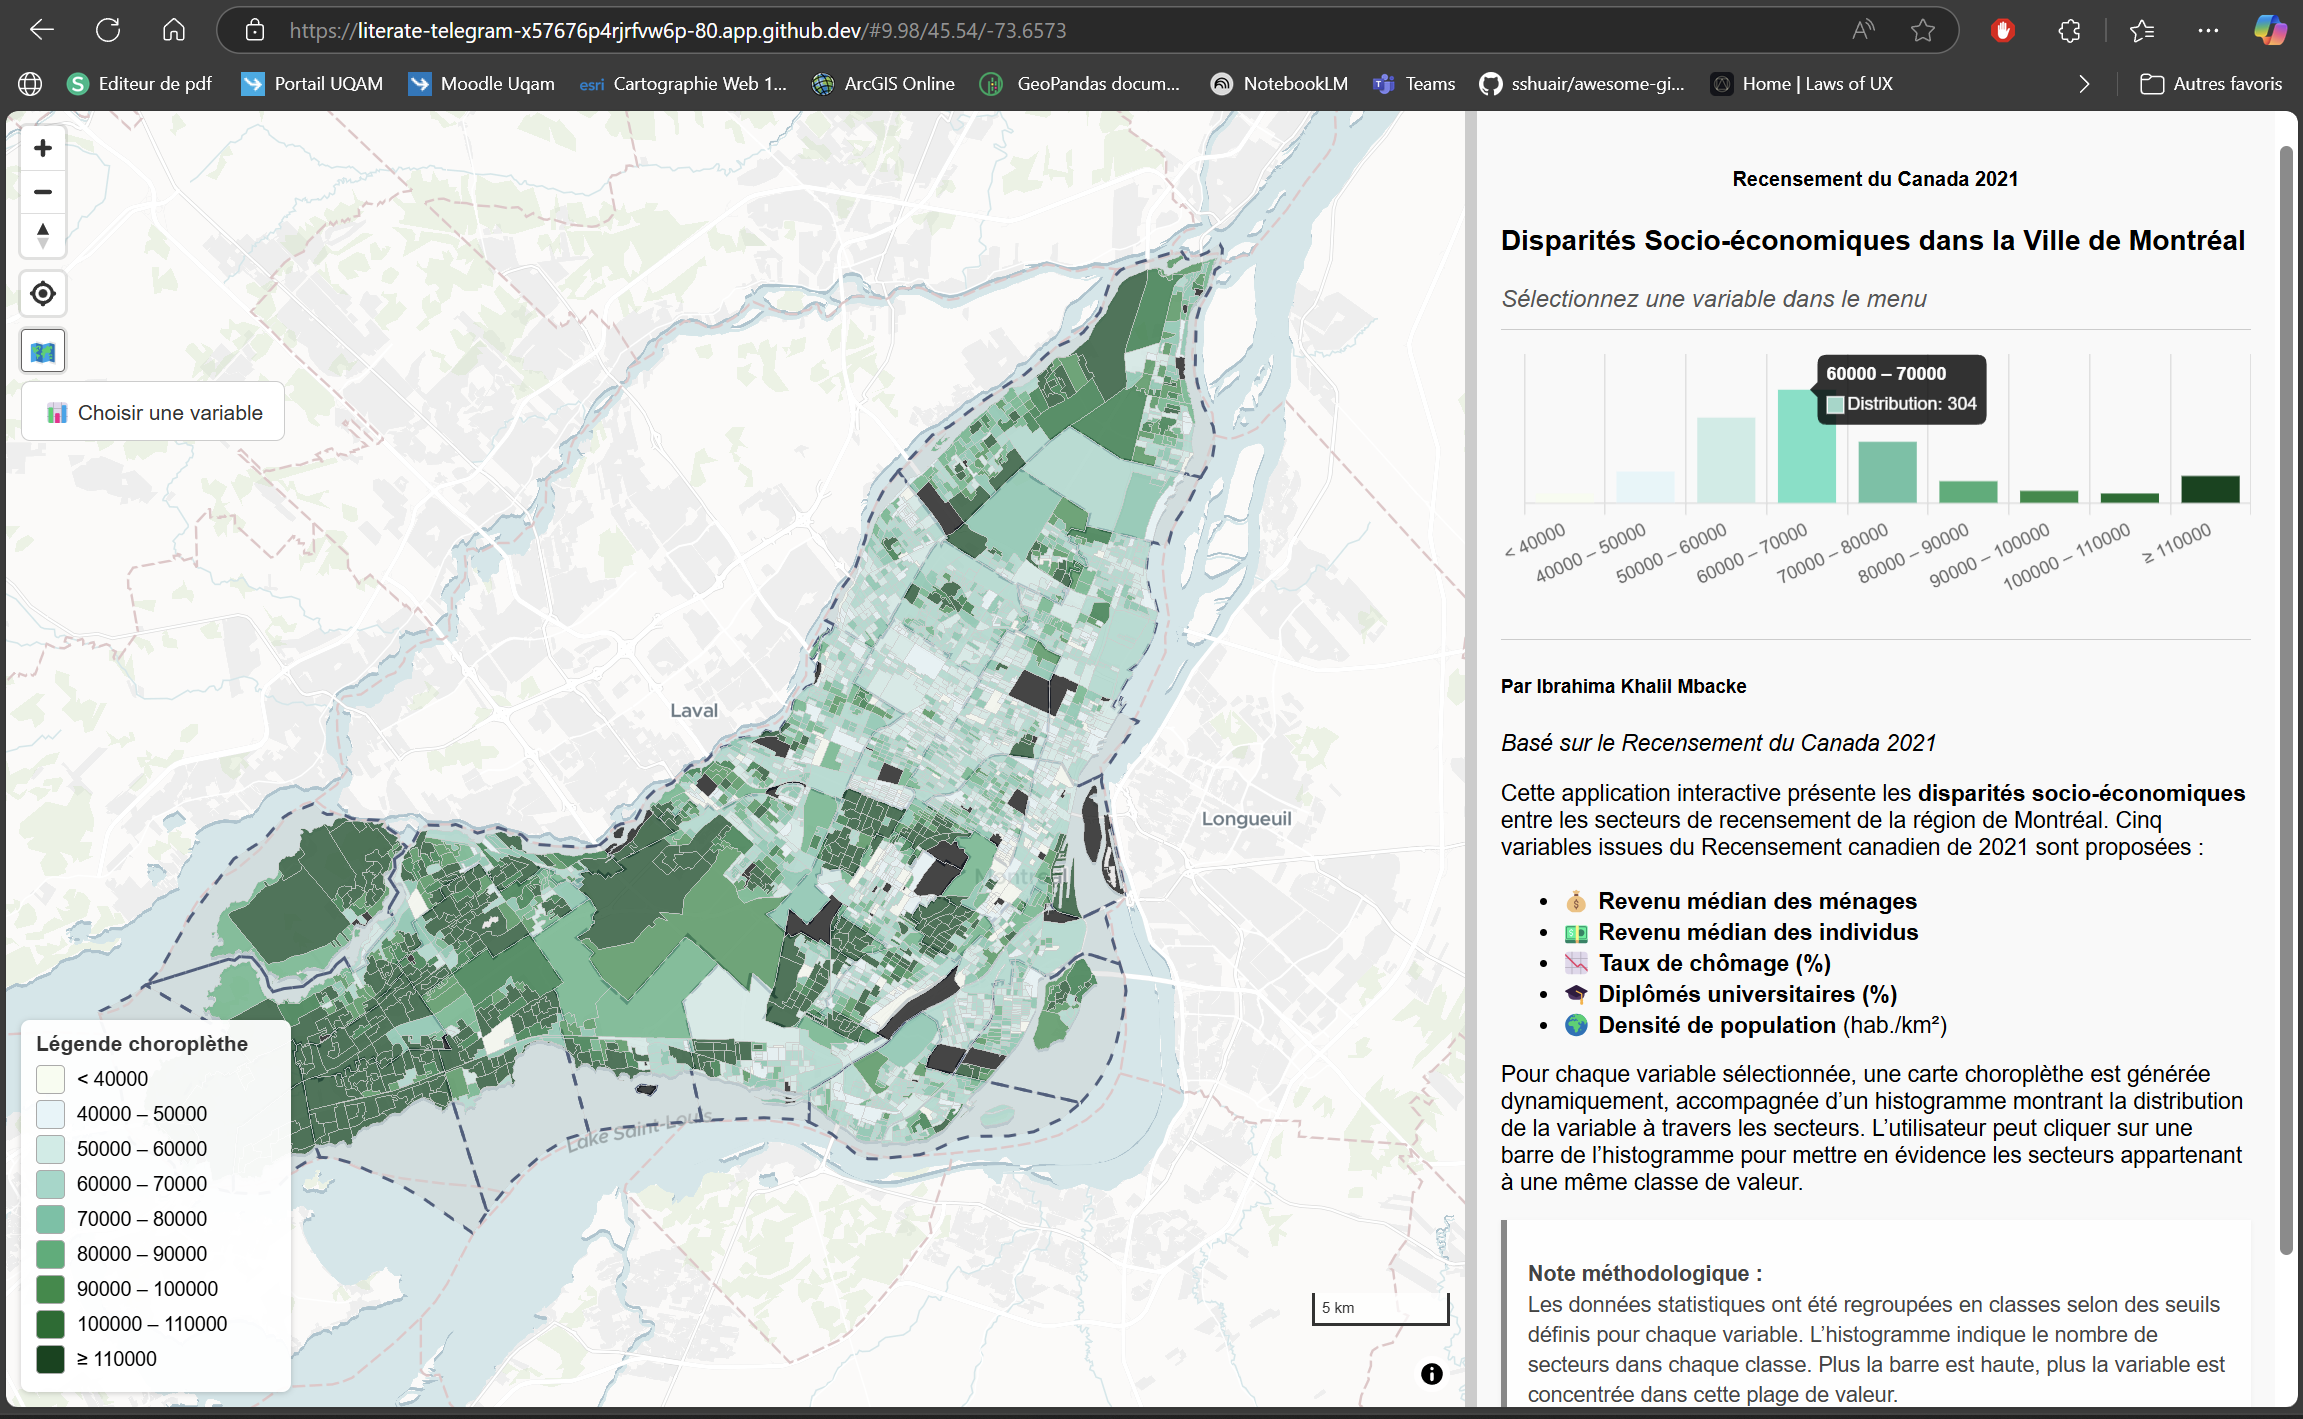 https://literate-telegram-x57676p4rjrfvw6p-80.app.github.dev/#9.98/45.54/-73.6573
Editeur de pdf
Portail UQAM
Moodle Uqam
esri Cartographie Web 1...
ArcGIS Online
GeoPandas docum...
NotebookLM
Teams
sshuair/awesome-gi...
Home | Laws of UX
Autres favoris
Choisir une variable
Laval
Longueuil
Montréal
Lake Saint-Louis
Légende choroplèthe
< 40000
40000 – 50000
50000 – 60000
60000 – 70000
70000 – 80000
80000 – 90000
90000 – 100000
100000 – 110000
≥ 110000
5 km
Recensement du Canada 2021
Disparités Socio-économiques dans la Ville de Montréal
Sélectionnez une variable dans le menu
60000 – 70000
Distribution: 304
< 40000
40000 – 50000
50000 – 60000
60000 – 70000
70000 – 80000
80000 – 90000
90000 – 100000
100000 – 110000
≥ 110000
Par Ibrahima Khalil Mbacke
Basé sur le Recensement du Canada 2021
Cette application interactive présente les disparités socio-économiques
entre les secteurs de recensement de la région de Montréal. Cinq
variables issues du Recensement canadien de 2021 sont proposées :
• Revenu médian des ménages
• Revenu médian des individus
• Taux de chômage (%)
• Diplômés universitaires (%)
• Densité de population (hab./km²)
Pour chaque variable sélectionnée, une carte choroplèthe est générée
dynamiquement, accompagnée d’un histogramme montrant la distribution
de la variable à travers les secteurs. L’utilisateur peut cliquer sur une
barre de l’histogramme pour mettre en évidence les secteurs appartenant
à une même classe de valeur.
Note méthodologique :
Les données statistiques ont été regroupées en classes selon des seuils
définis pour chaque variable. L’histogramme indique le nombre de
secteurs dans chaque classe. Plus la barre est haute, plus la variable est
concentrée dans cette plage de valeur.